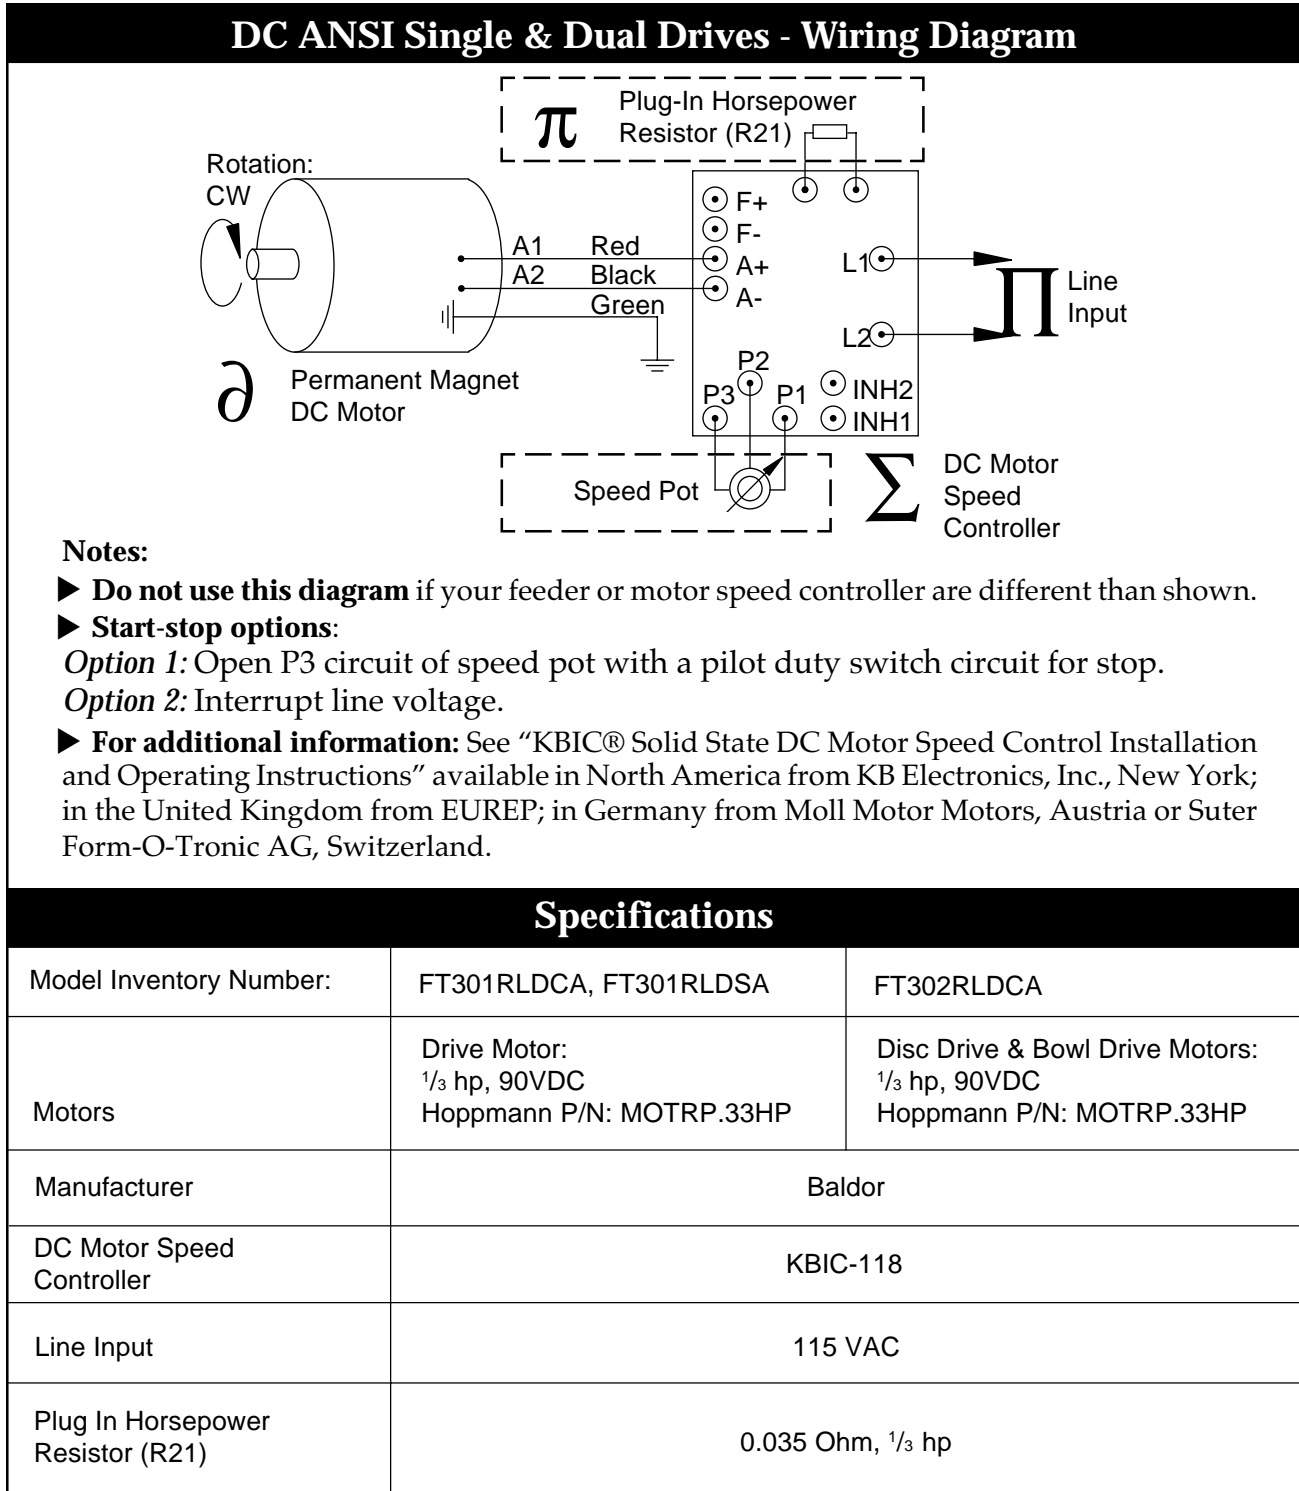 DC ANSI Single & Dual Drives - Wiring Diagram
π
Plug-In Horsepower
Resistor (R21)
Rotation:
CW
F+
F-
A1 Red
A+
A2 Black
A-
Green
L1
L2
∏
Line
Input
P2
P3
P1
INH2
INH1
∂
Permanent Magnet
DC Motor
Speed Pot
∑
DC Motor
Speed
Controller
Notes:
▶ Do not use this diagram if your feeder or motor speed controller are different than shown.
▶ Start-stop options:
Option 1: Open P3 circuit of speed pot with a pilot duty switch circuit for stop.
Option 2: Interrupt line voltage.
▶ For additional information: See “KBIC® Solid State DC Motor Speed Control Installation
and Operating Instructions” available in North America from KB Electronics, Inc., New York;
in the United Kingdom from EUREP; in Germany from Moll Motor Motors, Austria or Suter
Form-O-Tronic AG, Switzerland.
Specifications
Model Inventory Number: FT301RLDCA, FT301RLDSA FT302RLDCA
Motors
Drive Motor:
1/3 hp, 90VDC
Hoppmann P/N: MOTRP.33HP
Disc Drive & Bowl Drive Motors:
1/3 hp, 90VDC
Hoppmann P/N: MOTRP.33HP
Manufacturer Baldor
DC Motor Speed
Controller
KBIC-118
Line Input 115 VAC
Plug In Horsepower
Resistor (R21)
0.035 Ohm, 1/3 hp